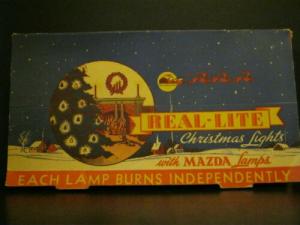 REAL-LITE
Christmas Lights
with MAZDA Lamps
EACH LAMP BURNS INDEPENDENTLY